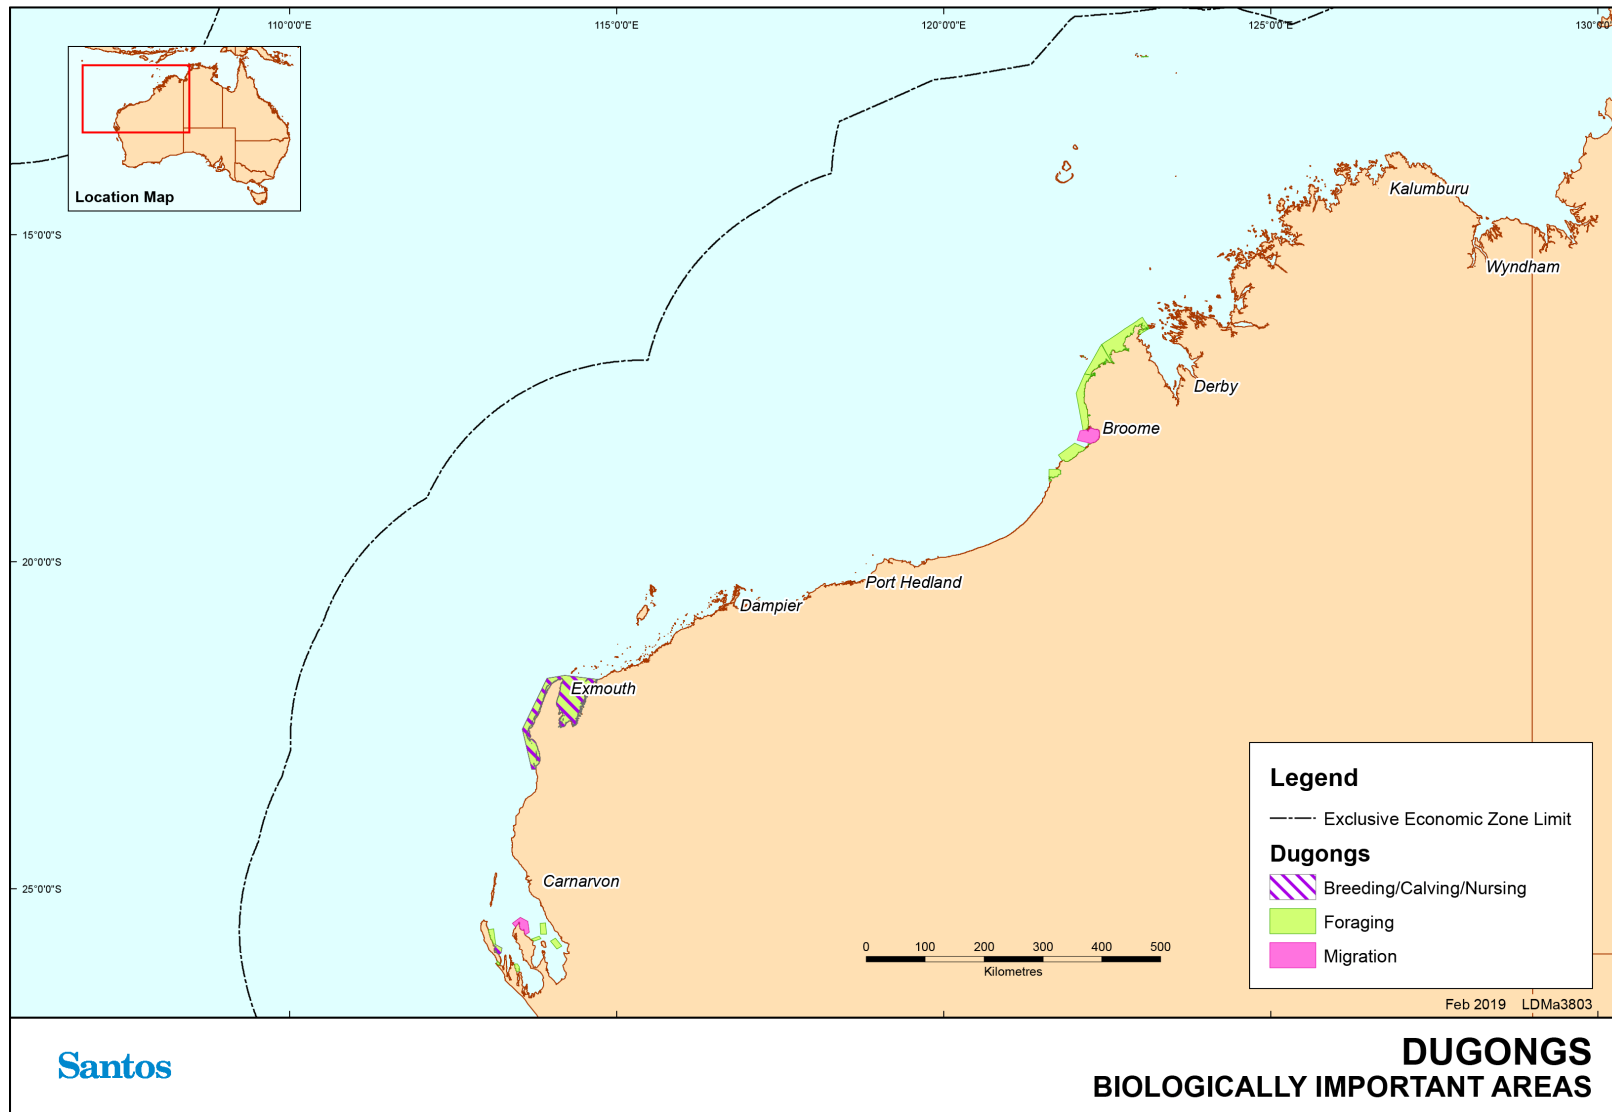 110°0'0"E
115°0'0"E
120°0'0"E
125°0'0"E
Location Map
15°0'0"S
20°0'0"S
25°0'0"S
Kalumburu
Wyndham
Derby
Broome
Port Hedland
Dampier
Exmouth
Carnarvon
0 100 200 300 400 500
Kilometres
Legend
Exclusive Economic Zone Limit
Dugongs
Breeding/Calving/Nursing
Foraging
Migration
Feb 2019 LDMa3803
Santos
DUGONGS
BIOLOGICALLY IMPORTANT AREAS